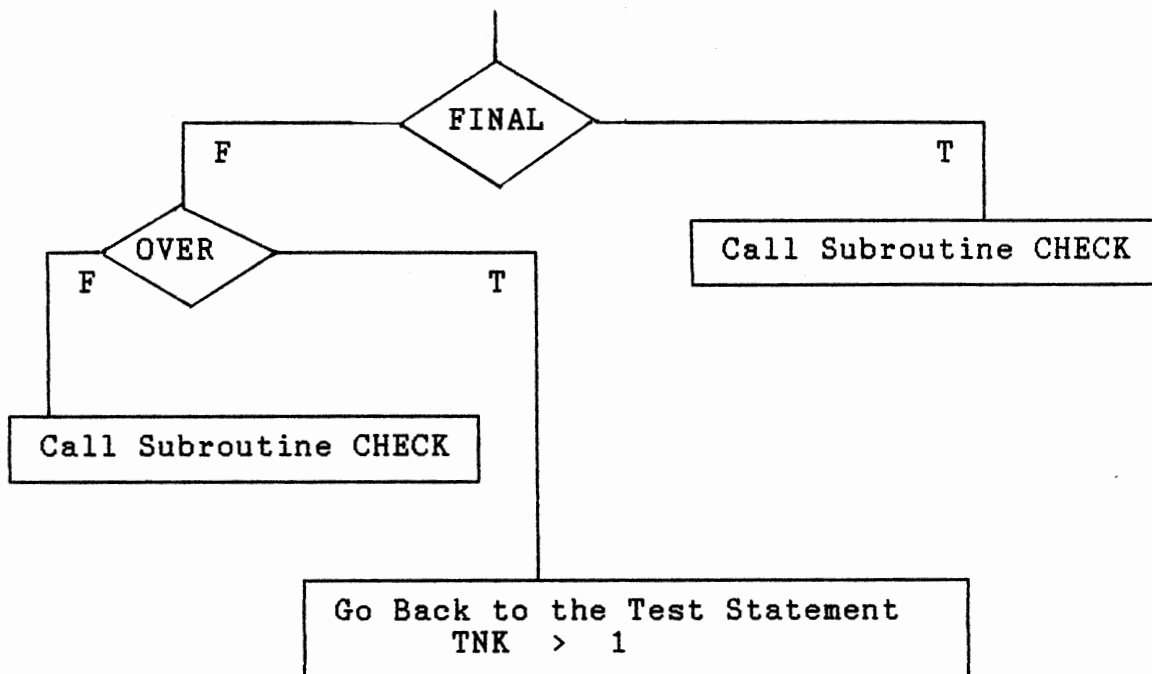 FINAL
F
T
Call Subroutine CHECK
OVER
F
T
Call Subroutine CHECK
Go Back to the Test Statement
TNK > 1